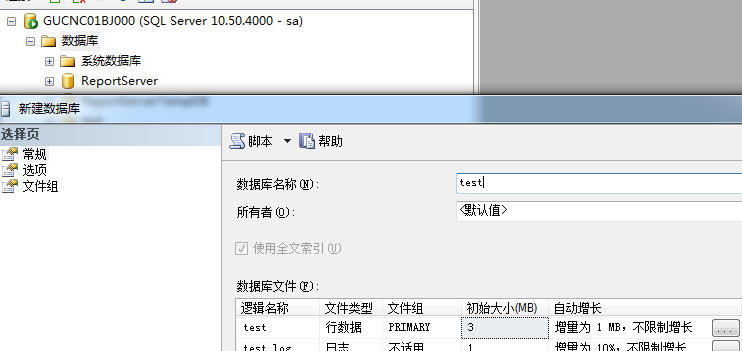 GUCNC01BJ000 (SQL Server 10.50.4000 - sa)
数据库
系统数据库
ReportServer
新建数据库
选择页
常规
选项
文件组
脚本 帮助
数据库名称(N): test
所有者(O): <默认值>
使用全文索引(U)
数据库文件(F):
逻辑名称 文件类型 文件组 初始大小(MB) 自动增长
test 行数据 PRIMARY 3 增量为 1 MB，不限制增长 ...
test_log 日志 不适用 1 增量为 10%，不限制增长 ...